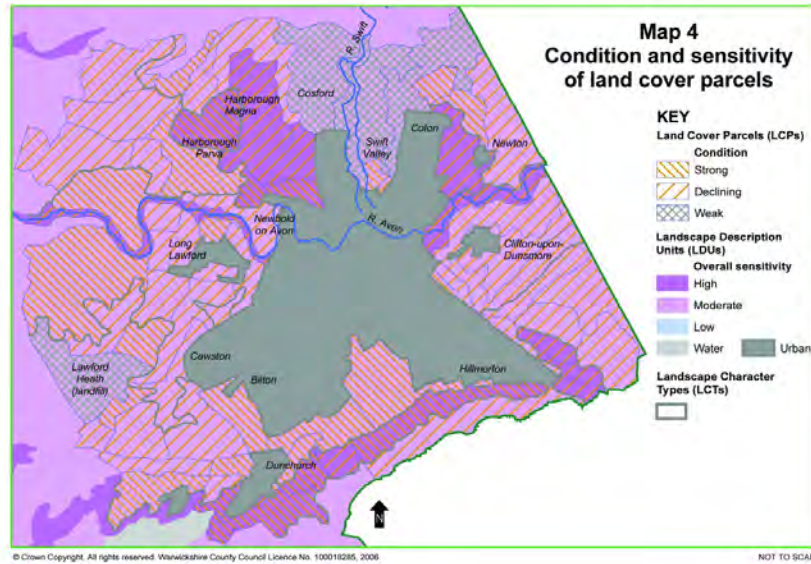 Map 4
Condition and sensitivity
of land cover parcels
KEY
Land Cover Parcels (LCPs)
Condition
Strong
Declining
Weak
Landscape Description
Units (LDUs)
Overall sensitivity
High
Moderate
Low
Water
Urban
Landscape Character
Types (LCTs)
R. Swift
Cosford
Harborough
Magna
Harborough
Parva
Swift
Valley
Colon
Newton
Newbold
on Avon
R. Avon
Long
Lawford
Clifton-upon-
Dunsmore
Cawston
Bilton
Hillmorton
Lawford
Heath
(landfill)
Dunchurch
N
© Crown Copyright. All rights reserved. Warwickshire County Council Licence No. 100018285, 2006
NOT TO SCA